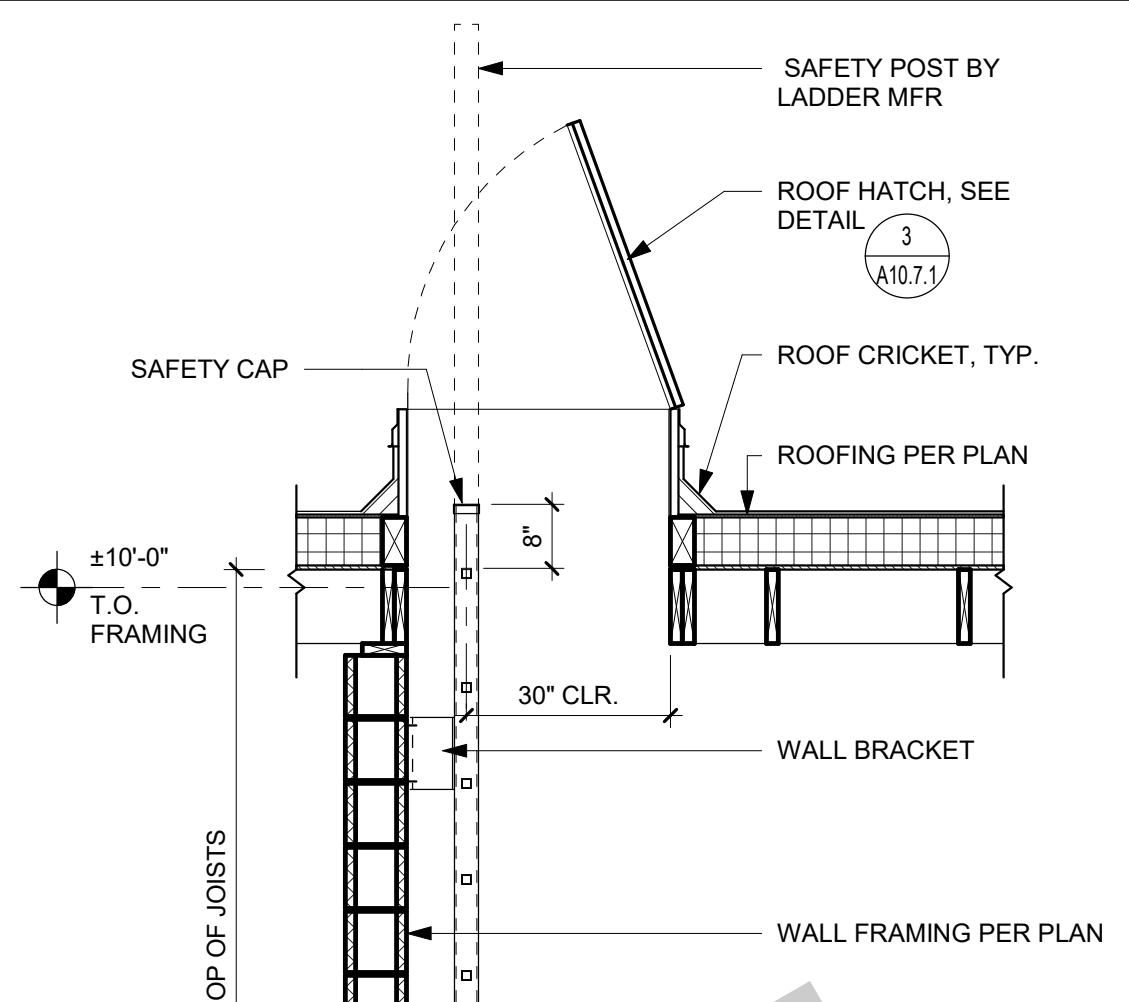 SAFETY POST BY
LADDER MFR
ROOF HATCH, SEE
DETAIL
3
A10.7.1
SAFETY CAP
ROOF CRICKET, TYP.
ROOFING PER PLAN
8"
±10'-0"
T.O.
FRAMING
30" CLR.
WALL BRACKET
OP OF JOISTS
WALL FRAMING PER PLAN